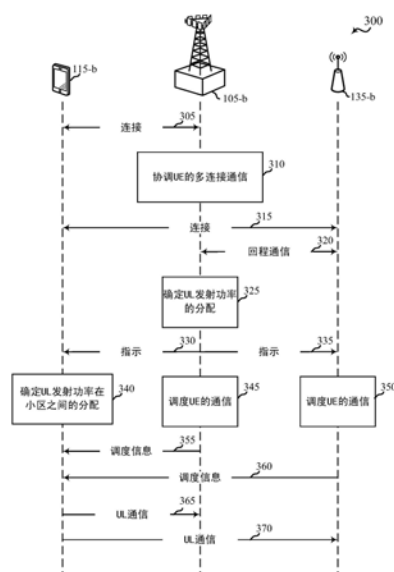 300
115-b
105-b
135-b
305
连接
310
协调UE的多连接通信
315
连接
320
回程通信
325
确定UL发射功率
的分配
330
335
指示
指示
确定UL发射功率在
小区之间的分配
340
调度UE的通信
345
调度UE的通信
350
355
调度信息
360
调度信息
365
UL通信
370
UL通信